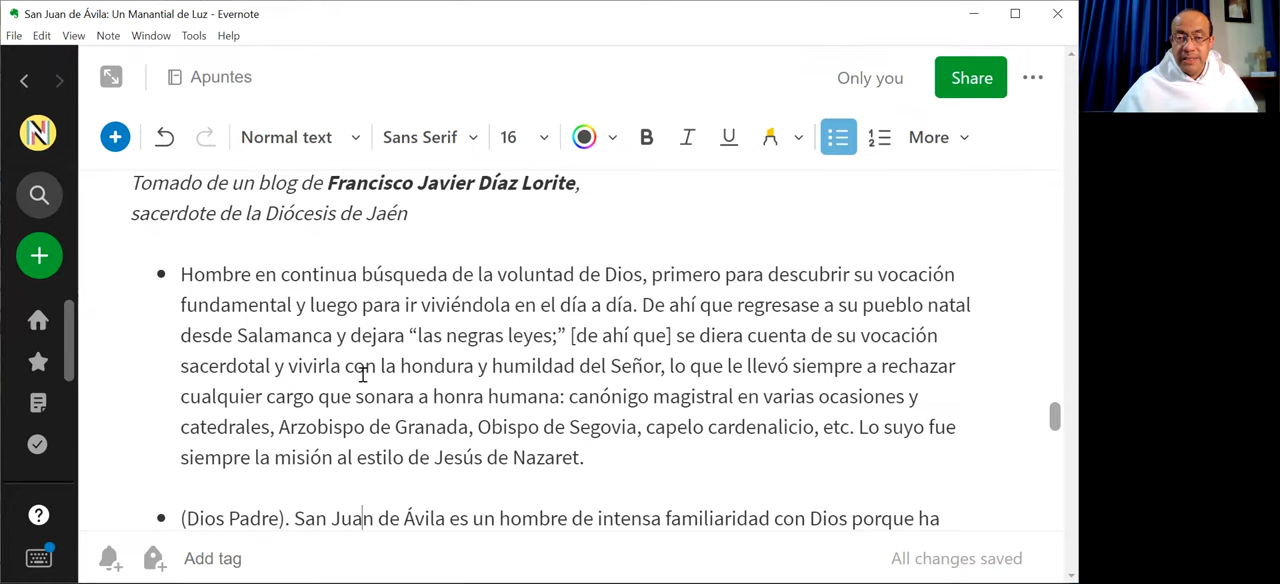 San Juan de Ávila: Un Manantial de Luz - Evernote
File Edit View Note Window Tools Help
Apuntes
Only you
Share
Normal text
Sans Serif
16
B I U
More
Tomado de un blog de Francisco Javier Díaz Lorite,
sacerdote de la Diócesis de Jaén
• Hombre en continua búsqueda de la voluntad de Dios, primero para descubrir su vocación
fundamental y luego para ir viviéndola en el día a día. De ahí que regresase a su pueblo natal
desde Salamanca y dejara “las negras leyes;” [de ahí que] se diera cuenta de su vocación
sacerdotal y vivirla con la hondura y humildad del Señor, lo que le llevó siempre a rechazar
cualquier cargo que sonara a honra humana: canónigo magistral en varias ocasiones y
catedrales, Arzobispo de Granada, Obispo de Segovia, capelo cardenalicio, etc. Lo suyo fue
siempre la misión al estilo de Jesús de Nazaret.
• (Dios Padre). San Juan de Ávila es un hombre de intensa familiaridad con Dios porque ha
Add tag
All changes saved